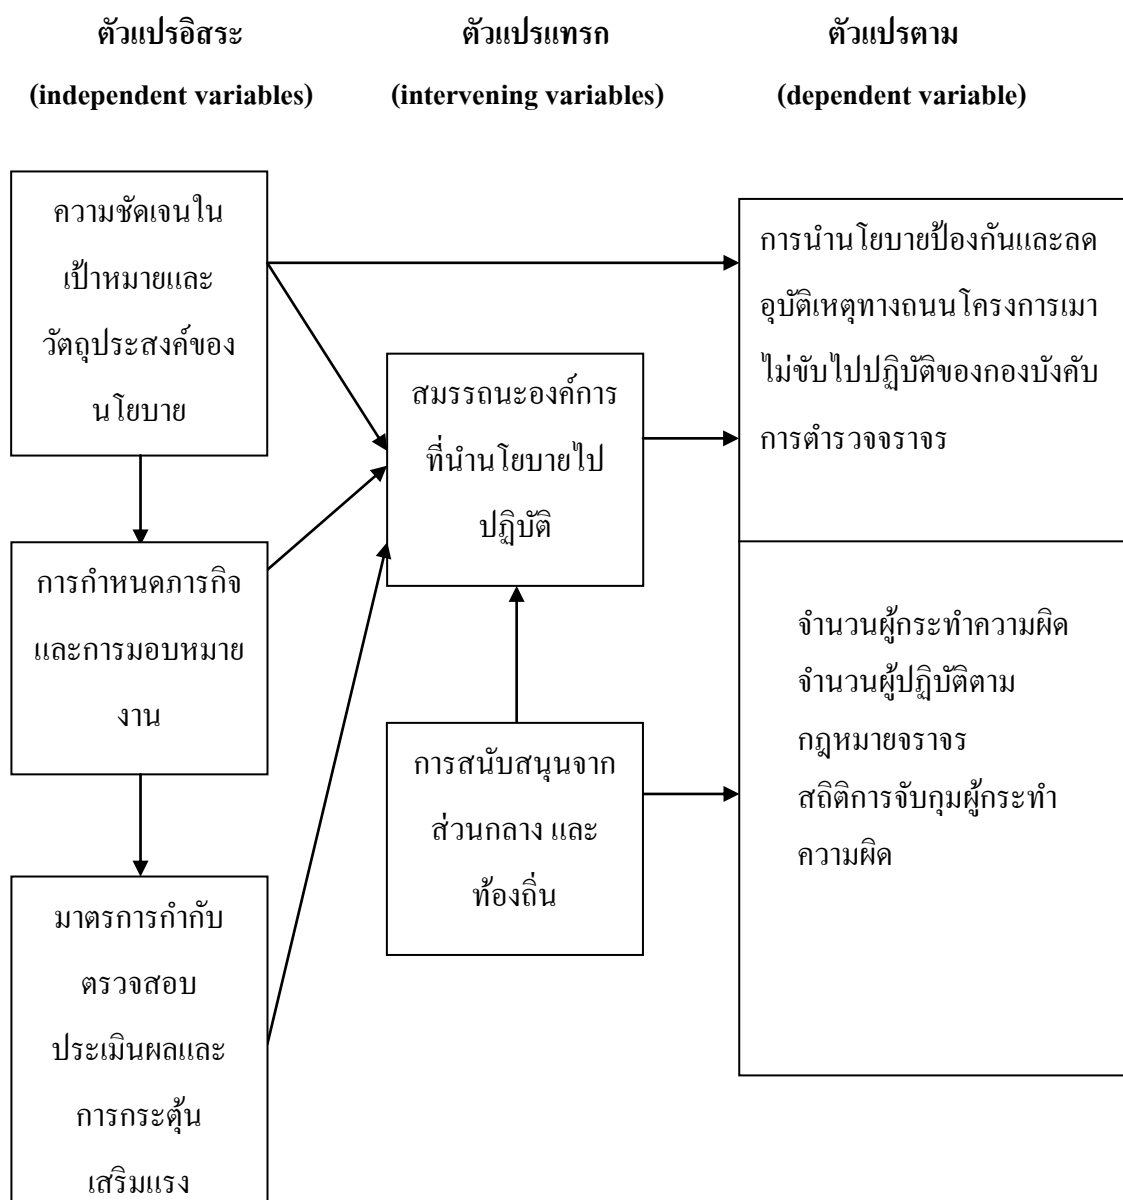 ตัวแปรอิสระ
(independent variables)
ตัวแปรแทรก
(intervening variables)
ตัวแปรตาม
(dependent variable)
ความชัดเจนใน
เป้าหมายและ
วัตถุประสงค์ของ
นโยบาย
การกำหนดภารกิจ
และการมอบหมาย
งาน
มาตรการกำกับ
ตรวจสอบ
ประเมินผลและ
การกระตุ้น
เสริมแรง
สมรรถนะองค์การ
ที่นำนโยบายไป
ปฏิบัติ
การสนับสนุนจาก
ส่วนกลาง และ
ท้องถิ่น
การนำนโยบายป้องกันและลด
อุบัติเหตุทางถนนโครงการเมา
ไม่ขับไปปฏิบัติของกองบังคับ
การตำรวจจราจร
จำนวนผู้กระทำความผิด
จำนวนผู้ปฏิบัติตาม
กฎหมายจราจร
สถิติการจับกุมผู้กระทำ
ความผิด